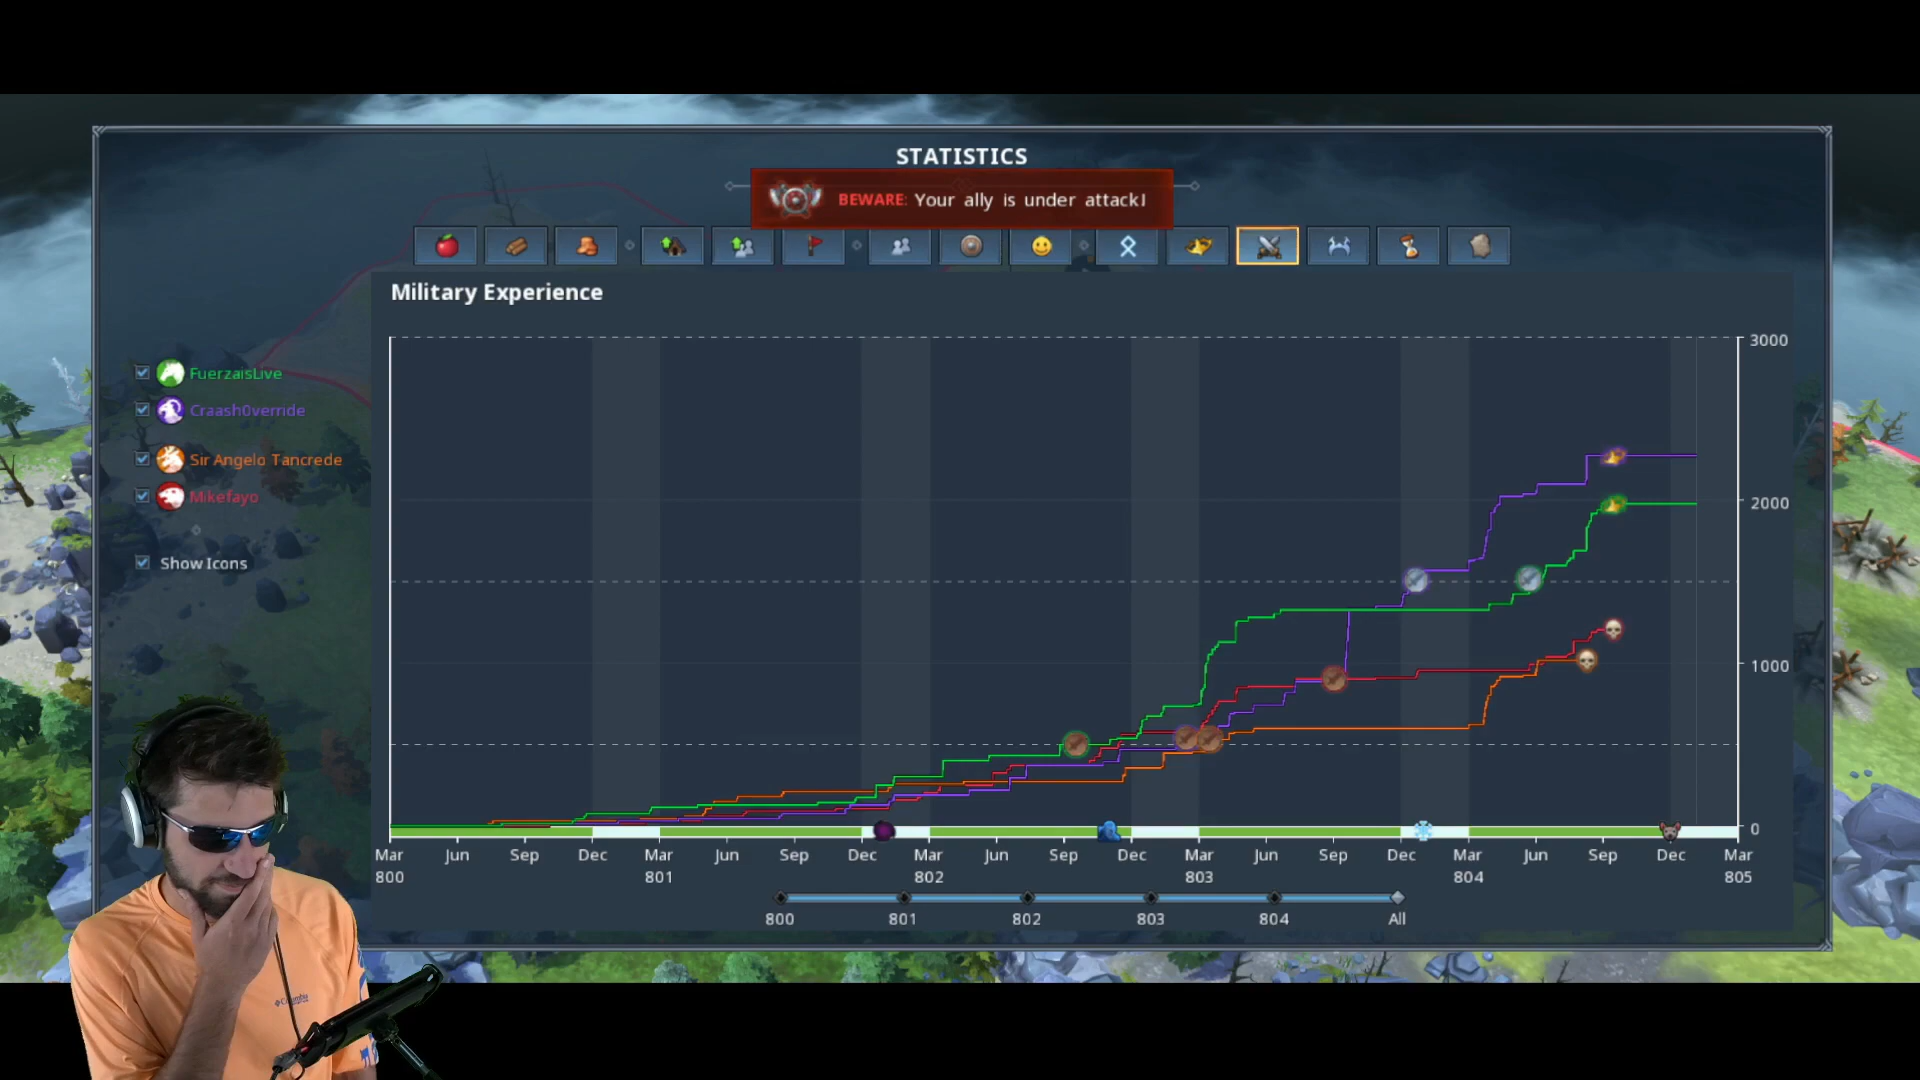 STATISTICS
BEWARE: Your ally is under attack!
Military Experience
FuerzaisLive
Craash0verride
Sir Angelo Tancrede
Mikefayo
Show Icons
3000
2000
1000
0
Mar Jun Sep Dec Mar Jun Sep Dec Mar Jun Sep Dec Mar Jun Sep Dec Mar Jun Sep Dec Mar
800 801 802 803 804 805
800 801 802 803 804 All
Columbia